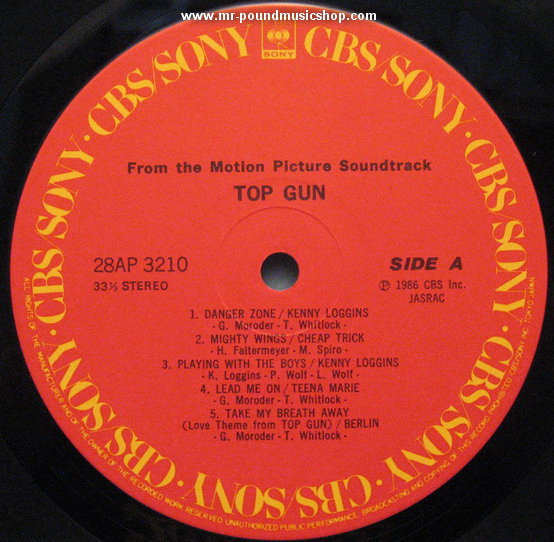 www.mr-poundmusicshop.com
CBS/SONY · CBS/SONY · CBS/SONY · CBS/SONY · CBS/SONY · CBS/SONY · CBS/SONY ·
SONY
From the Motion Picture Soundtrack
TOP GUN
28AP 3210
33⅓ STEREO
SIDE A
Ⓟ 1986 CBS Inc.
JASRAC
1. DANGER ZONE / KENNY LOGGINS
- G. Moroder - T. Whitlock -
2. MIGHTY WINGS / CHEAP TRICK
- H. Faltermeyer - M. Spiro -
3. PLAYING WITH THE BOYS / KENNY LOGGINS
- K. Loggins - P. Wolf - L. Wolf -
4. LEAD ME ON / TEENA MARIE
- G. Moroder - T. Whitlock -
5. TAKE MY BREATH AWAY
(Love Theme from TOP GUN) / BERLIN
- G. Moroder - T. Whitlock -
ALL RIGHTS OF THE MANUFACTURER AND OF THE OWNER OF THE RECORDED WORK RESERVED. UNAUTHORIZED PUBLIC PERFORMANCE, BROADCASTING AND COPYING OF THIS RECORD PROHIBITED CBS/SONY INC. TOKYO JAPAN